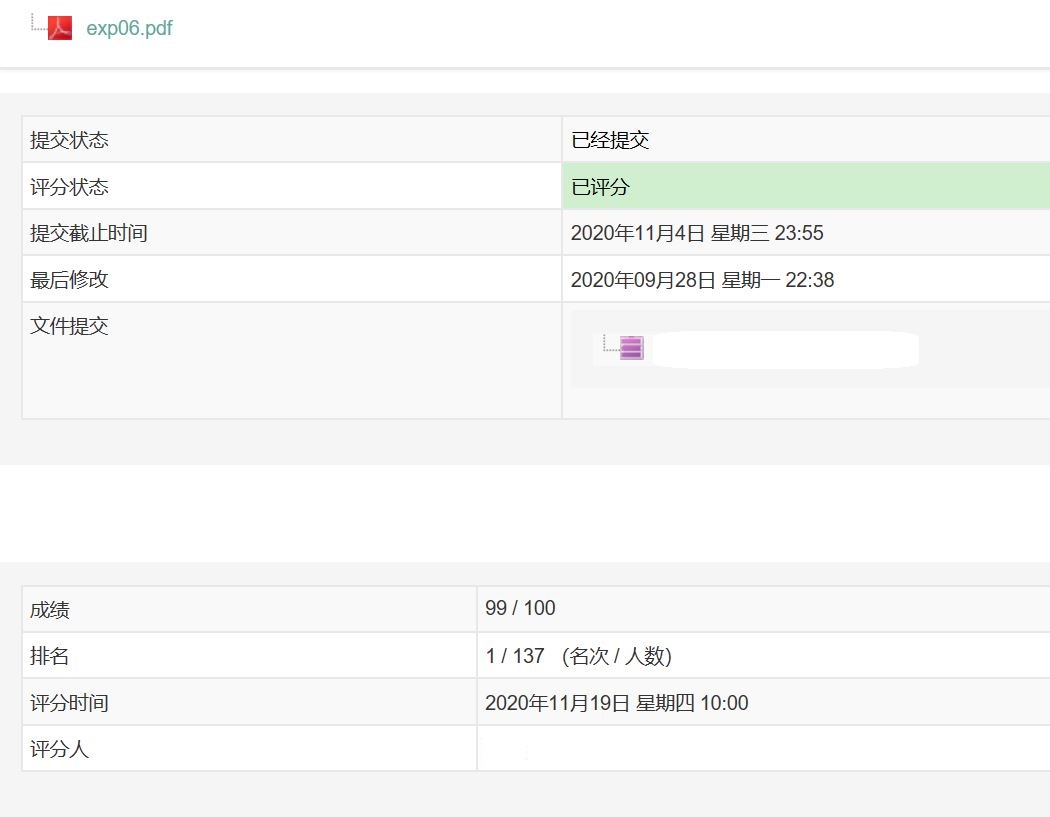 exp06.pdf
提交状态 已经提交
评分状态 已评分
提交截止时间 2020年11月4日 星期三 23:55
最后修改 2020年09月28日 星期一 22:38
文件提交
成绩 99 / 100
排名 1 / 137 (名次 / 人数)
评分时间 2020年11月19日 星期四 10:00
评分人